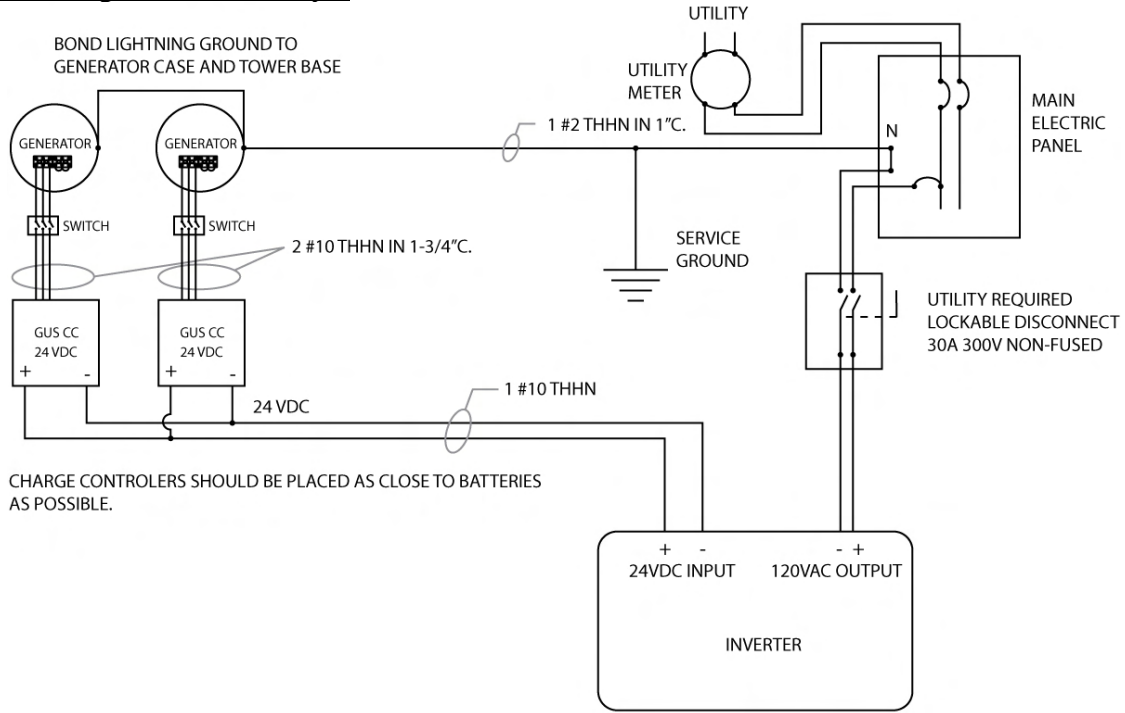 UTILITY
BOND LIGHTNING GROUND TO
GENERATOR CASE AND TOWER BASE
UTILITY
METER
MAIN
ELECTRIC
PANEL
1 #2 THHN IN 1"C.
N
GENERATOR
GENERATOR
SWITCH
SWITCH
2 #10 THHN IN 1-3/4"C.
SERVICE
GROUND
UTILITY REQUIRED
LOCKABLE DISCONNECT
30A 300V NON-FUSED
GUS CC
24 VDC
+ -
GUS CC
24 VDC
+ -
1 #10 THHN
24 VDC
CHARGE CONTROLERS SHOULD BE PLACED AS CLOSE TO BATTERIES
AS POSSIBLE.
+ -
24VDC INPUT
- +
120VAC OUTPUT
INVERTER